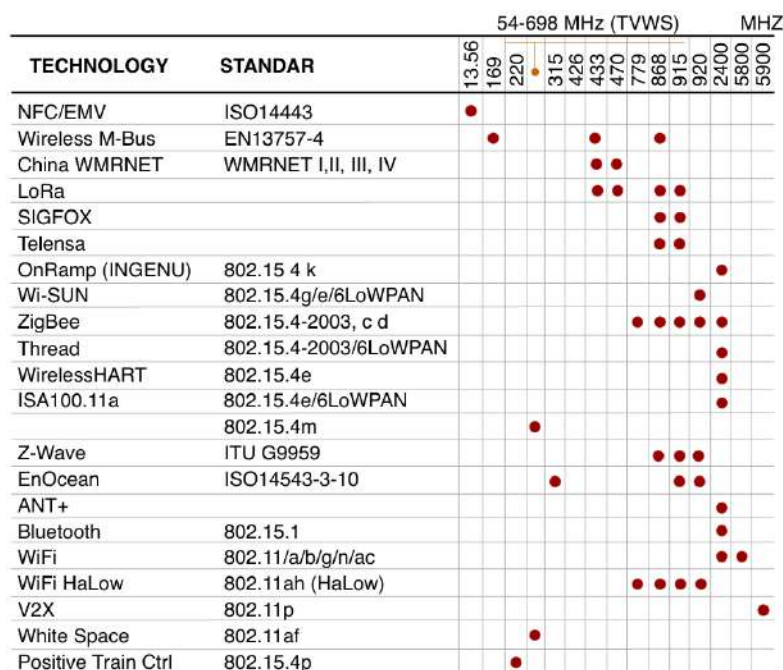 54-698 MHz (TVWS) MHZ
TECHNOLOGY STANDAR 13.56 169 220 315 426 433 470 779 868 915 920 2400 5800 5900
NFC/EMV ISO14443
Wireless M-Bus EN13757-4
China WMRNET WMRNET I,II, III, IV
LoRa
SIGFOX
Telensa
OnRamp (INGENU) 802.15 4 k
Wi-SUN 802.15.4g/e/6LoWPAN
ZigBee 802.15.4-2003, c d
Thread 802.15.4-2003/6LoWPAN
WirelessHART 802.15.4e
ISA100.11a 802.15.4e/6LoWPAN
802.15.4m
Z-Wave ITU G9959
EnOcean ISO14543-3-10
ANT+
Bluetooth 802.15.1
WiFi 802.11/a/b/g/n/ac
WiFi HaLow 802.11ah (HaLow)
V2X 802.11p
White Space 802.11af
Positive Train Ctrl 802.15.4p